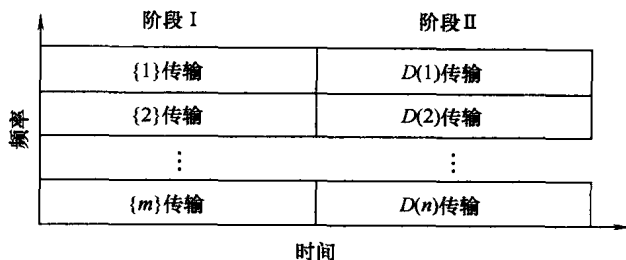 阶段Ⅰ 阶段Ⅱ
{1}传输 D(1)传输
{2}传输 D(2)传输
⋮ ⋮
{m}传输 D(n)传输
频率
时间